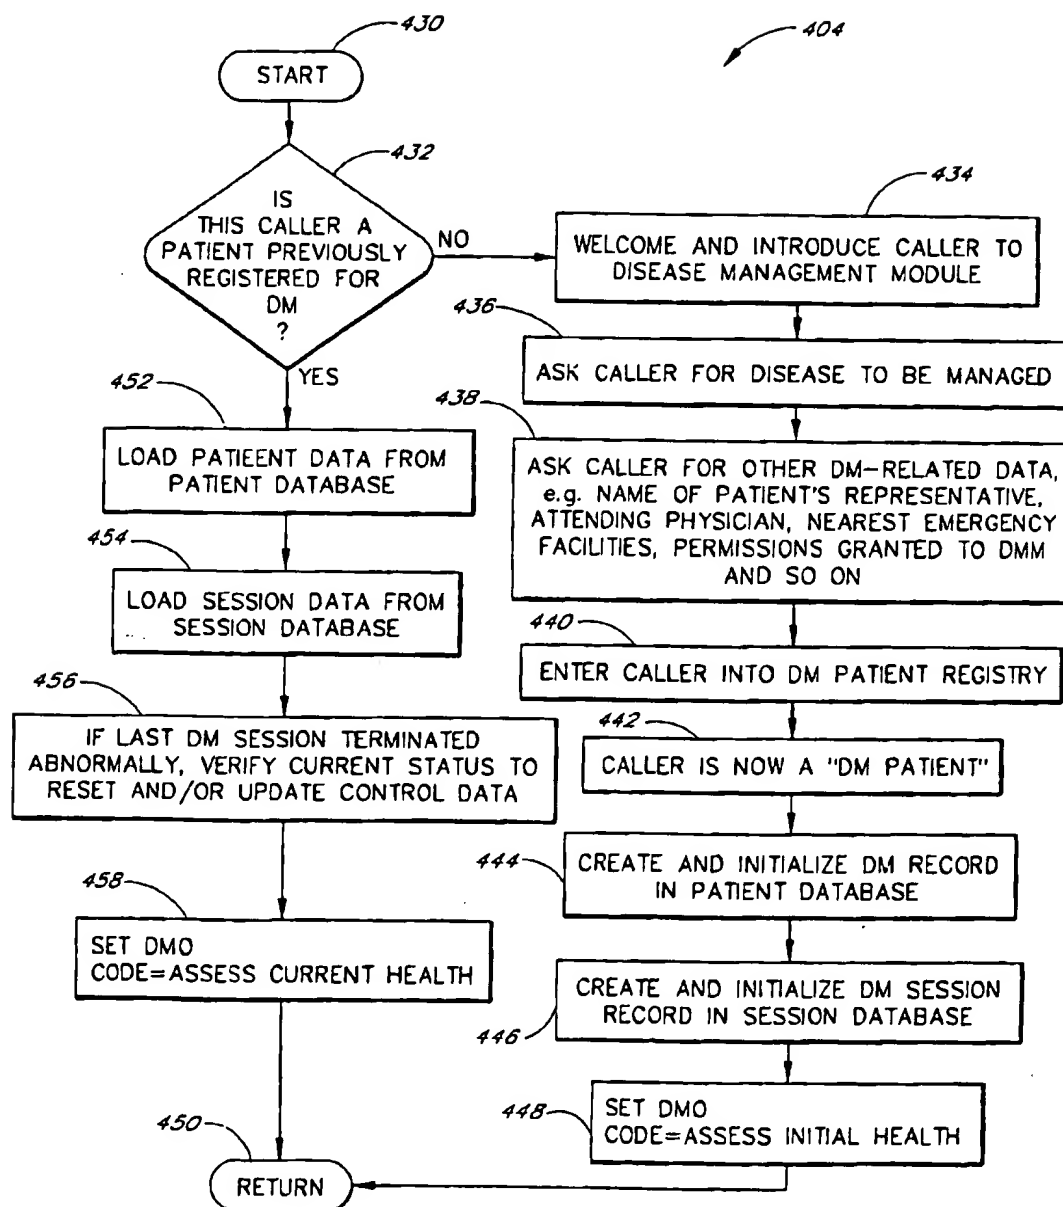 430
404
START
432
IS
THIS CALLER A
PATIENT PREVIOUSLY
REGISTERED FOR
DM
?
NO
YES
434
WELCOME AND INTRODUCE CALLER TO
DISEASE MANAGEMENT MODULE
436
ASK CALLER FOR DISEASE TO BE MANAGED
438
ASK CALLER FOR OTHER DM-RELATED DATA,
e.g. NAME OF PATIENT'S REPRESENTATIVE,
ATTENDING PHYSICIAN, NEAREST EMERGENCY
FACILITIES, PERMISSIONS GRANTED TO DMM
AND SO ON
440
ENTER CALLER INTO DM PATIENT REGISTRY
442
CALLER IS NOW A "DM PATIENT"
444
CREATE AND INITIALIZE DM RECORD
IN PATIENT DATABASE
446
CREATE AND INITIALIZE DM SESSION
RECORD IN SESSION DATABASE
448
SET DMO
CODE=ASSESS INITIAL HEALTH
452
LOAD PATIEENT DATA FROM
PATIENT DATABASE
454
LOAD SESSION DATA FROM
SESSION DATABASE
456
IF LAST DM SESSION TERMINATED
ABNORMALLY, VERIFY CURRENT STATUS TO
RESET AND/OR UPDATE CONTROL DATA
458
SET DMO
CODE=ASSESS CURRENT HEALTH
450
RETURN